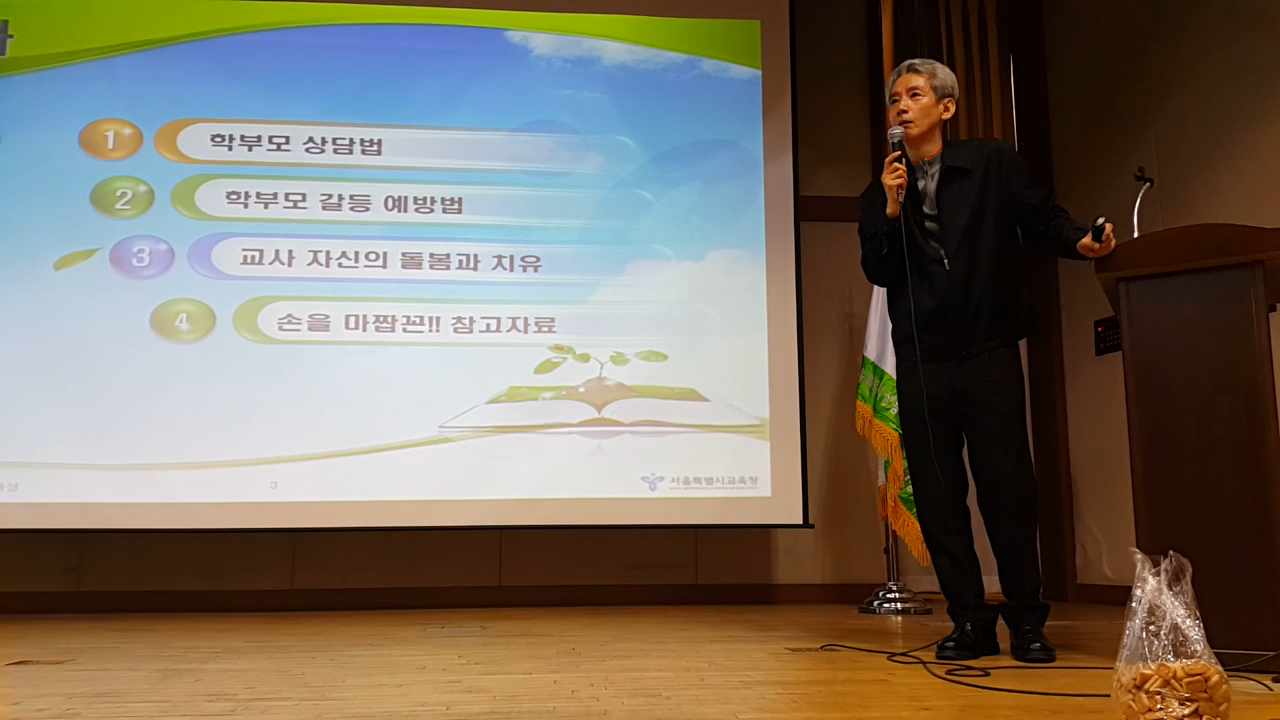 1 학부모 상담법
2 학부모 갈등 예방법
3 교사 자신의 돌봄과 치유
4 손을 마짭꼰!! 참고자료
3
서울특별시교육청